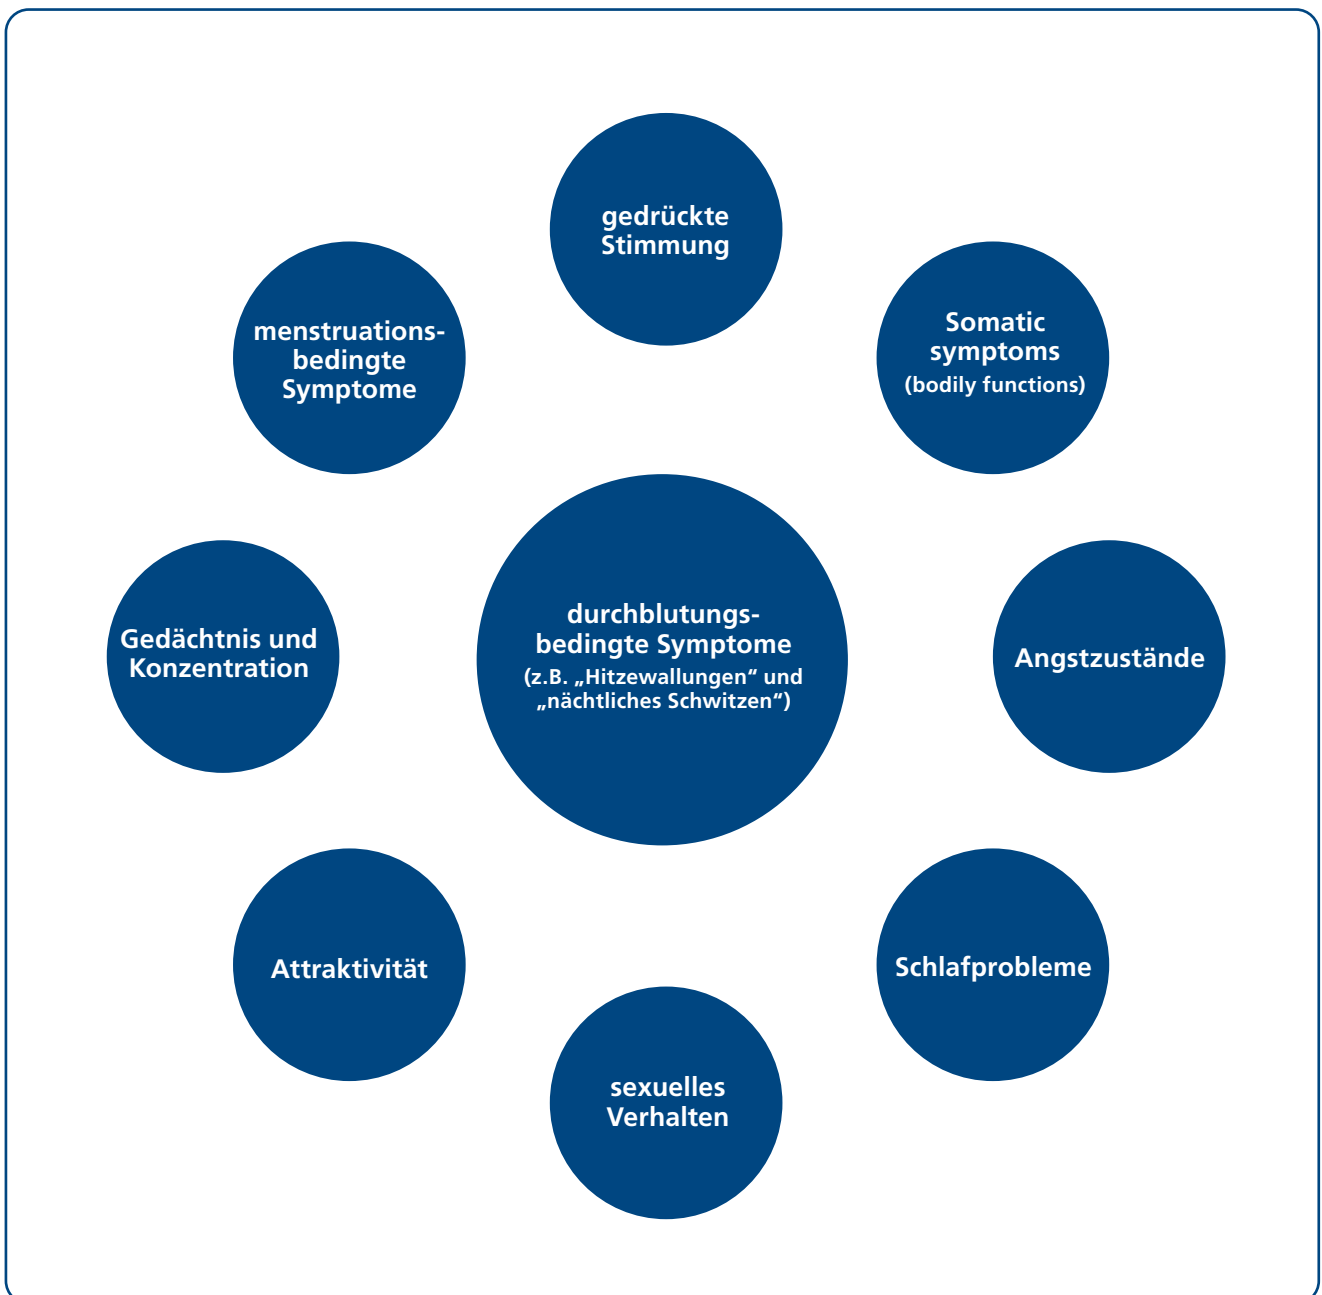 gedrückte
Stimmung
menstruations-
bedingte
Symptome
Somatic
symptoms
(bodily functions)
Gedächtnis und
Konzentration
durchblutungs-
bedingte Symptome
(z.B. „Hitzewallungen“ und
„nächtliches Schwitzen“)
Angstzustände
Attraktivität
Schlafprobleme
sexuelles
Verhalten